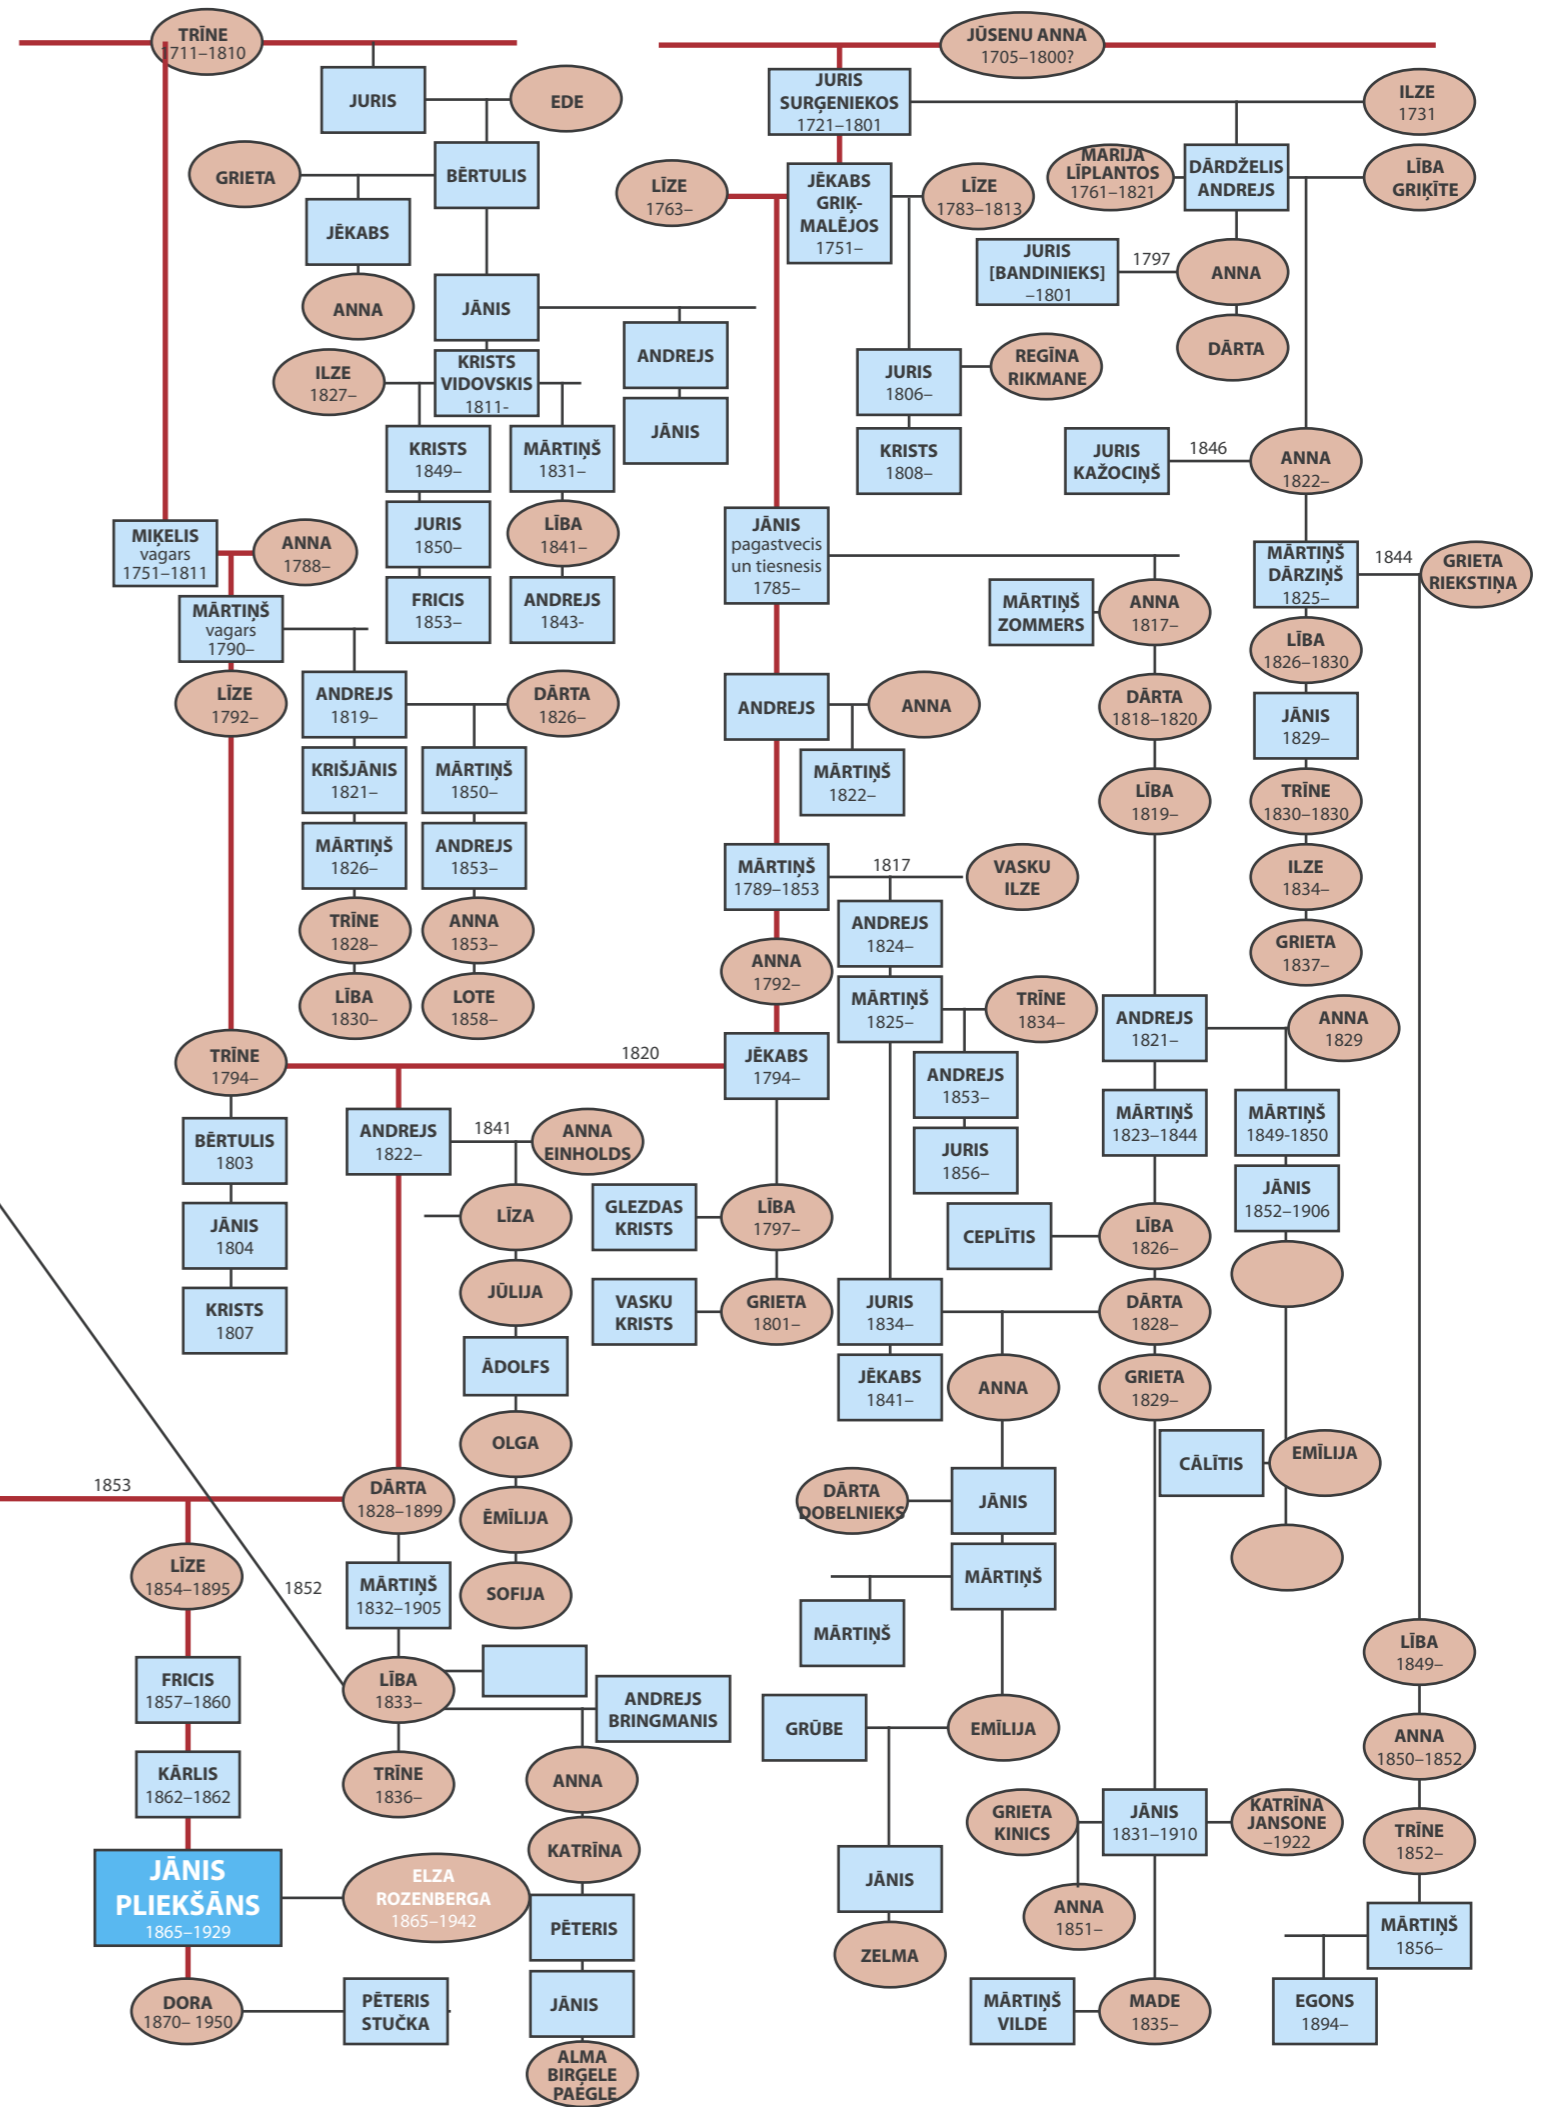 TRĪNE
1711–1810
JURIS
EDE
GRIETA
BĒRTULIS
JĒKABS
ANNA
JĀNIS
ANDREJS
JĀNIS
ILZE
1827–
KRISTS
VIDOVSKIS
1811-
KRISTS
1849–
MĀRTIŅŠ
1831–
JURIS
1850–
LĪBA
1841–
FRICIS
1853–
ANDREJS
1843-
MIĶELIS
vagars
1751–1811
ANNA
1788–
MĀRTIŅŠ
vagars
1790–
LĪZE
1792–
ANDREJS
1819–
DĀRTA
1826–
KRIŠJĀNIS
1821–
MĀRTIŅŠ
1850–
MĀRTIŅŠ
1826–
ANDREJS
1853–
TRĪNE
1828–
ANNA
1853–
LĪBA
1830–
LOTE
1858–
TRĪNE
1794–
1820
BĒRTULIS
1803
JĀNIS
1804
KRISTS
1807
ANDREJS
1822–
1841
ANNA
EINHOLDS
LĪZA
JŪLIJA
ĀDOLFS
OLGA
ĒMĪLIJA
SOFIJA
1853
DĀRTA
1828–1899
LĪZE
1854–1895
1852
MĀRTIŅŠ
1832–1905
FRICIS
1857–1860
LĪBA
1833–
ANDREJS
BRINGMANIS
KĀRLIS
1862–1862
TRĪNE
1836–
ANNA
KATRĪNA
JĀNIS
PLIEKŠĀNS
1865–1929
ELZA
ROZENBERGA
1865–1942
PĒTERIS
JĀNIS
DORA
1870– 1950
PĒTERIS
STUČKA
ALMA
BIRĢELE
PAEGLE
JŪSENU ANNA
1705–1800?
JURIS
SURĢENIEKOS
1721–1801
ILZE
1731
LĪZE
1763–
JĒKABS
GRIĶ-
MALĒJOS
1751–
LĪZE
1783–1813
MARIJA
LĪPLANTOS
1761–1821
DĀRDŽELIS
ANDREJS
LĪBA
GRIĶĪTE
JURIS
[BANDINIEKS]
–1801
1797
ANNA
DĀRTA
JURIS
1806–
REGĪNA
RIKMANE
KRISTS
1808–
JURIS
KAŽOCIŅŠ
1846
ANNA
1822–
JĀNIS
pagastvecis
un tiesnesis
1785–
MĀRTIŅŠ
ZOMMERS
ANNA
1817–
MĀRTIŅŠ
DĀRZIŅŠ
1825–
1844
GRIETA
RIEKSTIŅA
LĪBA
1826–1830
ANDREJS
ANNA
DĀRTA
1818–1820
JĀNIS
1829–
MĀRTIŅŠ
1822–
LĪBA
1819–
TRĪNE
1830–1830
MĀRTIŅŠ
1789–1853
1817
VASKU
ILZE
ILZE
1834–
ANDREJS
1824–
ANNA
1792–
GRIETA
1837–
MĀRTIŅŠ
1825–
TRĪNE
1834–
ANDREJS
1821–
ANNA
1829
JĒKABS
1794–
ANDREJS
1853–
MĀRTIŅŠ
1823–1844
MĀRTIŅŠ
1849-1850
JURIS
1856–
JĀNIS
1852–1906
GLEZDAS
KRISTS
LĪBA
1797–
CEPLĪTIS
LĪBA
1826–
VASKU
KRISTS
GRIETA
1801–
JURIS
1834–
DĀRTA
1828–
JĒKABS
1841–
ANNA
GRIETA
1829–
CĀLĪTIS
EMĪLIJA
DĀRTA
DOBELNIEKS
JĀNIS
MĀRTIŅŠ
MĀRTIŅŠ
LĪBA
1849–
GRŪBE
EMĪLIJA
ANNA
1850–1852
GRIETA
KINICS
JĀNIS
1831–1910
KATRĪNA
JANSONE
–1922
TRĪNE
1852–
JĀNIS
ANNA
1851–
MĀRTIŅŠ
1856–
ZELMA
MĀRTIŅŠ
VILDE
MADE
1835–
EGONS
1894–